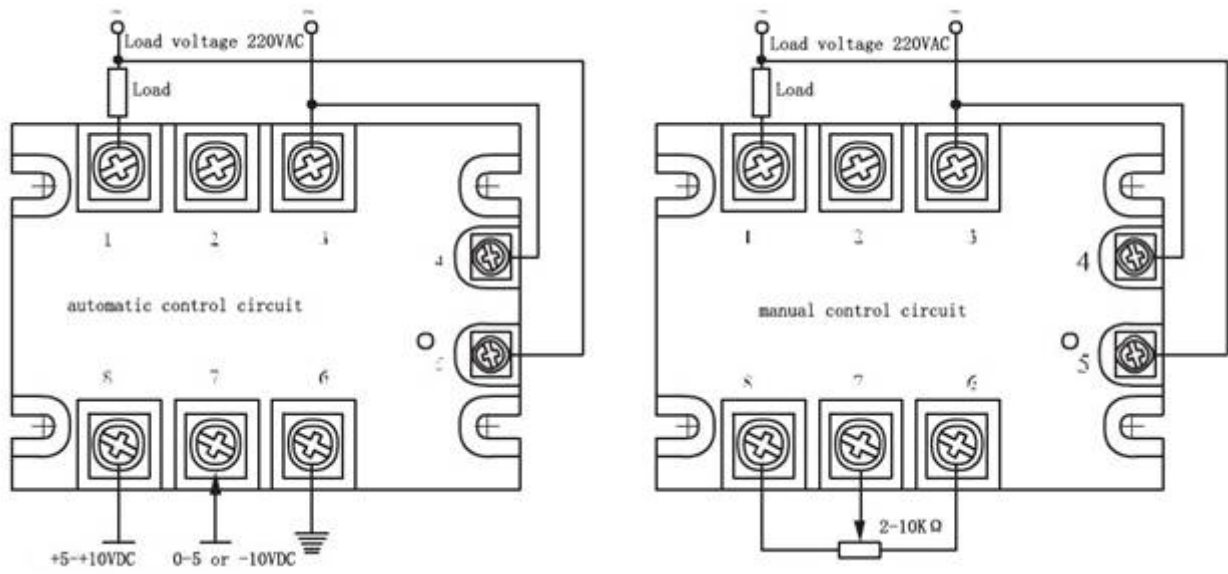 Load voltage 220VAC
Load
1 2 3
4
automatic control circuit
5
8 7 6
+5-+10VDC
0-5 or -10VDC
Load voltage 220VAC
Load
1 2 3
4
manual control circuit
5
8 7 6
2-10KΩ